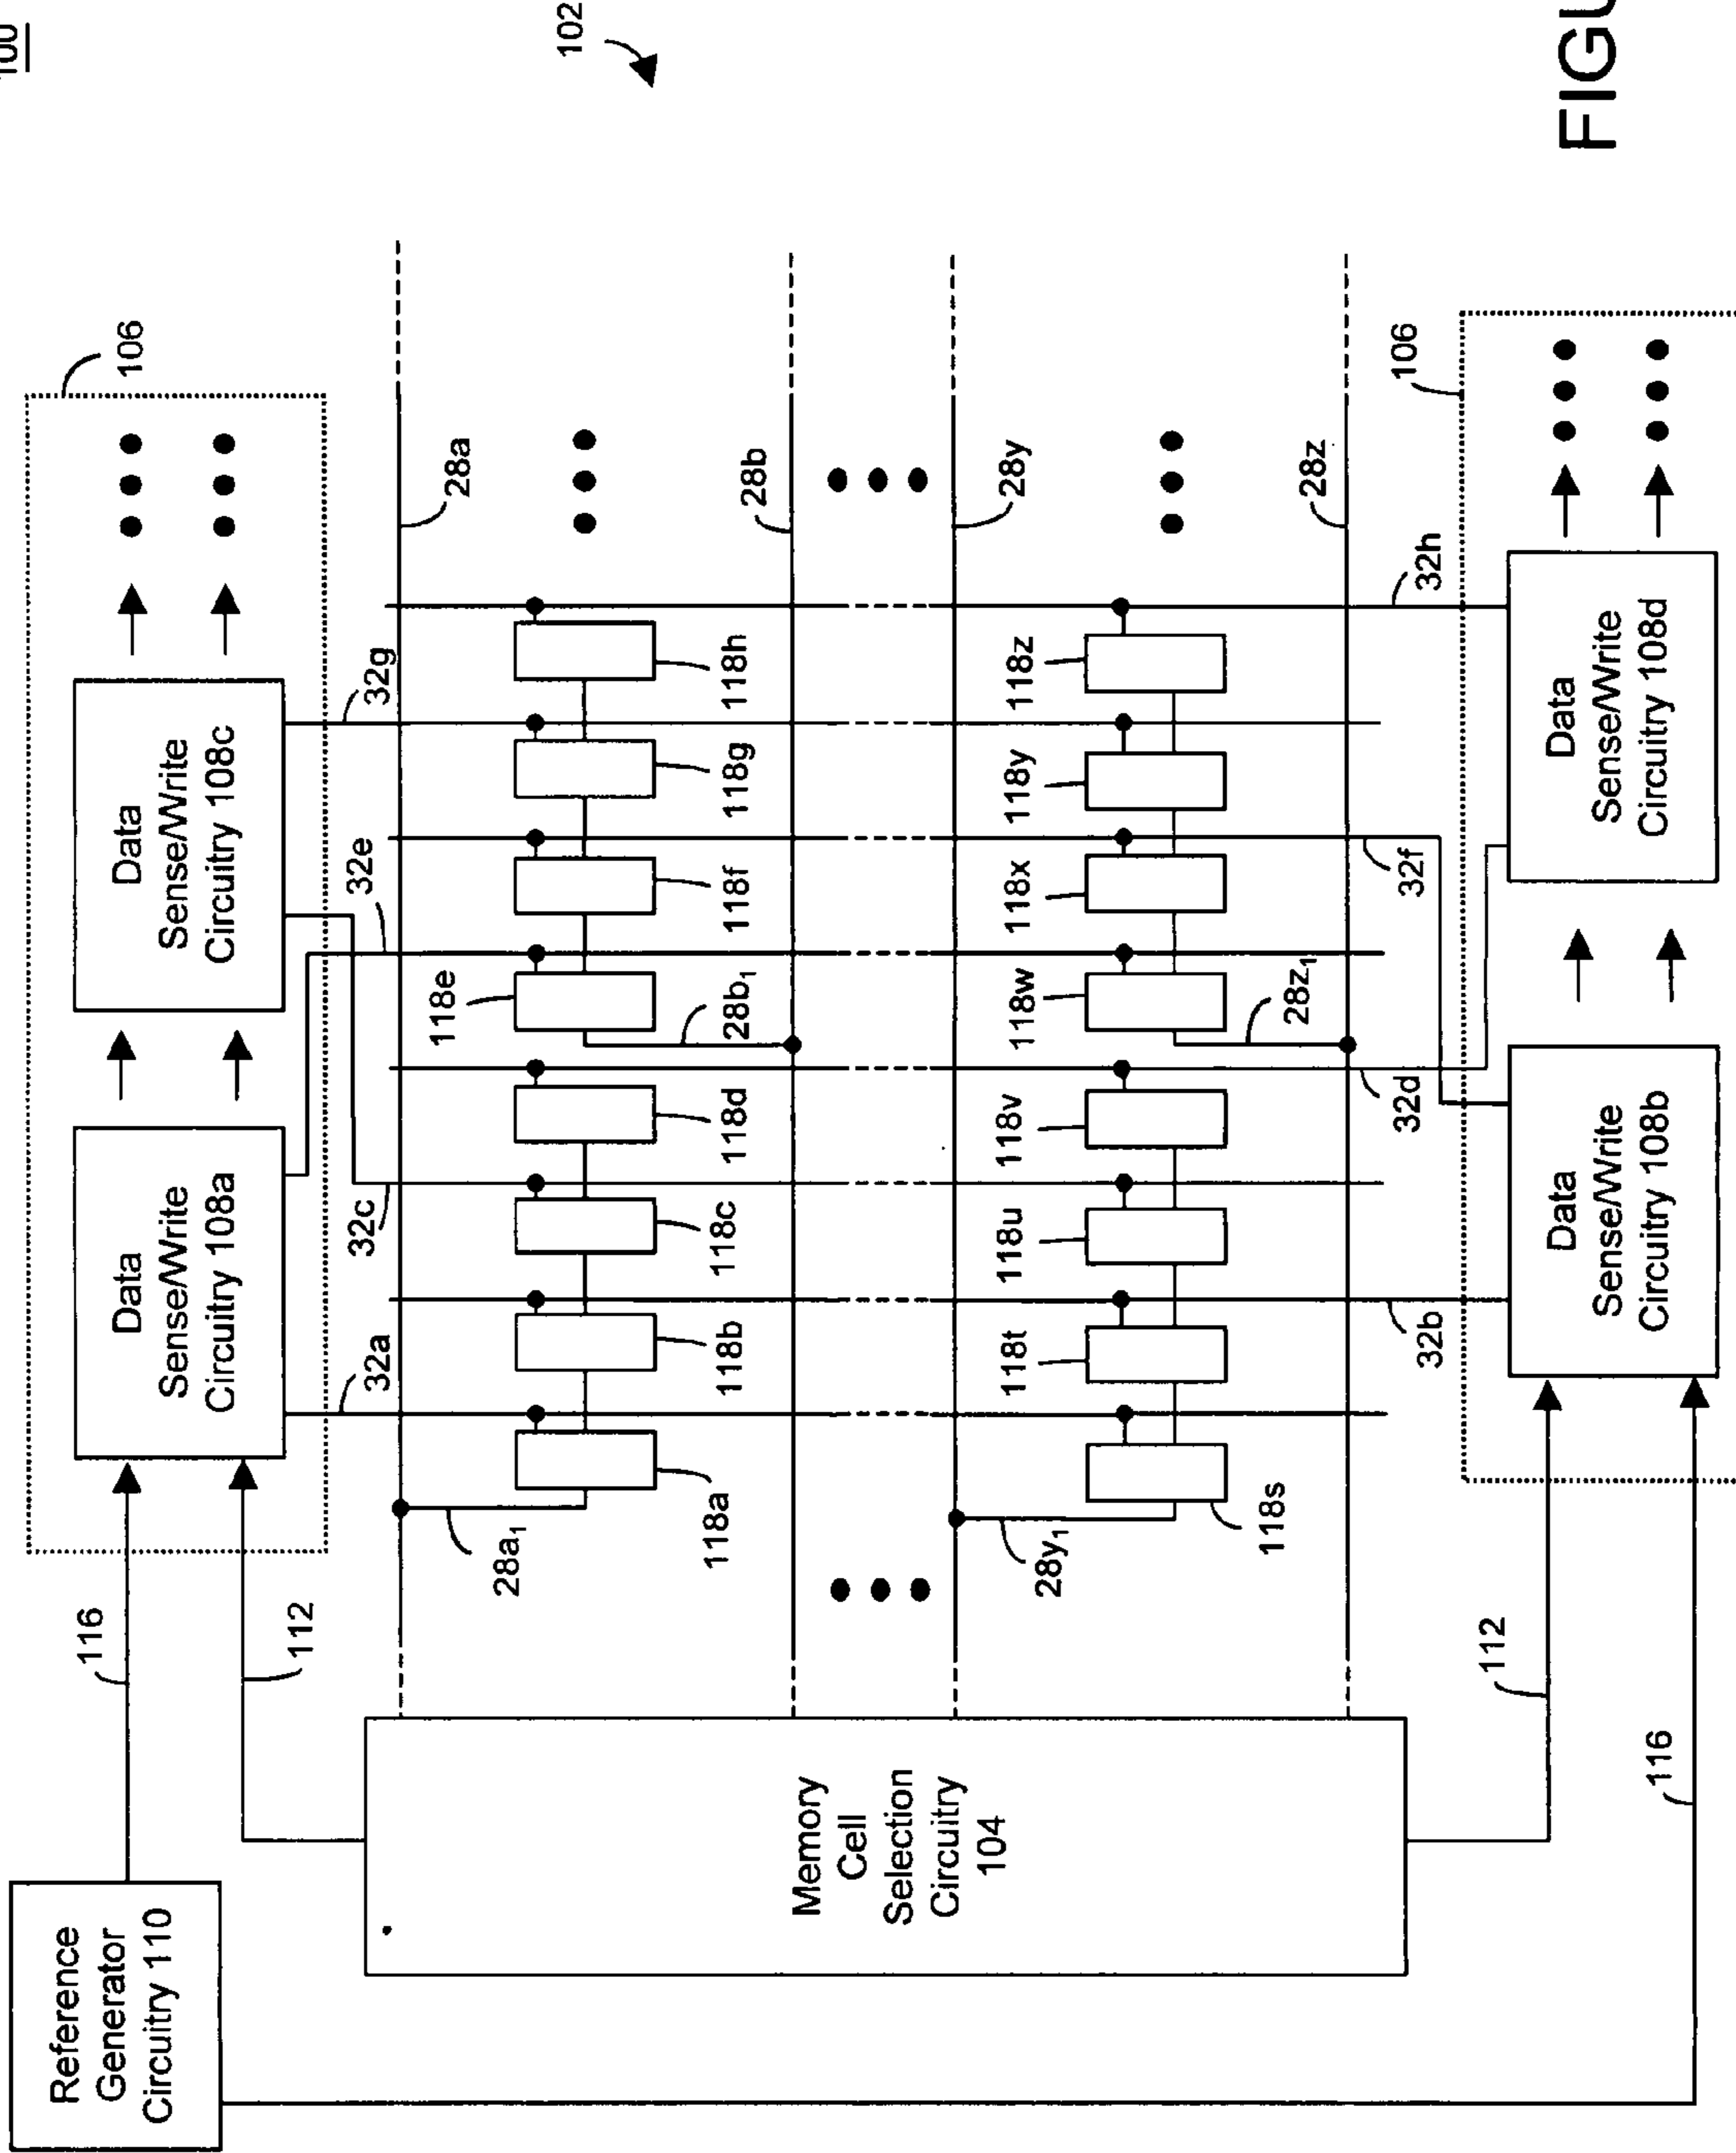 100
Reference
Generator
Circuitry 110
116
112
Data
Sense/Write
Circuitry 108a
Data
Sense/Write
Circuitry 108c
106
102
32a
32c
32e
32g
28a
28a₁
118a
118b
118c
118d
118e
28b₁
118f
118g
118h
28b
Memory
Cell
Selection
Circuitry
104
28y
28y₁
118s
118t
118u
118v
118w
118x
118y
118z
28z₁
28z
32b
32d
32f
32h
106
112
116
Data
Sense/Write
Circuitry 108b
Data
Sense/Write
Circuitry 108d
FIGU